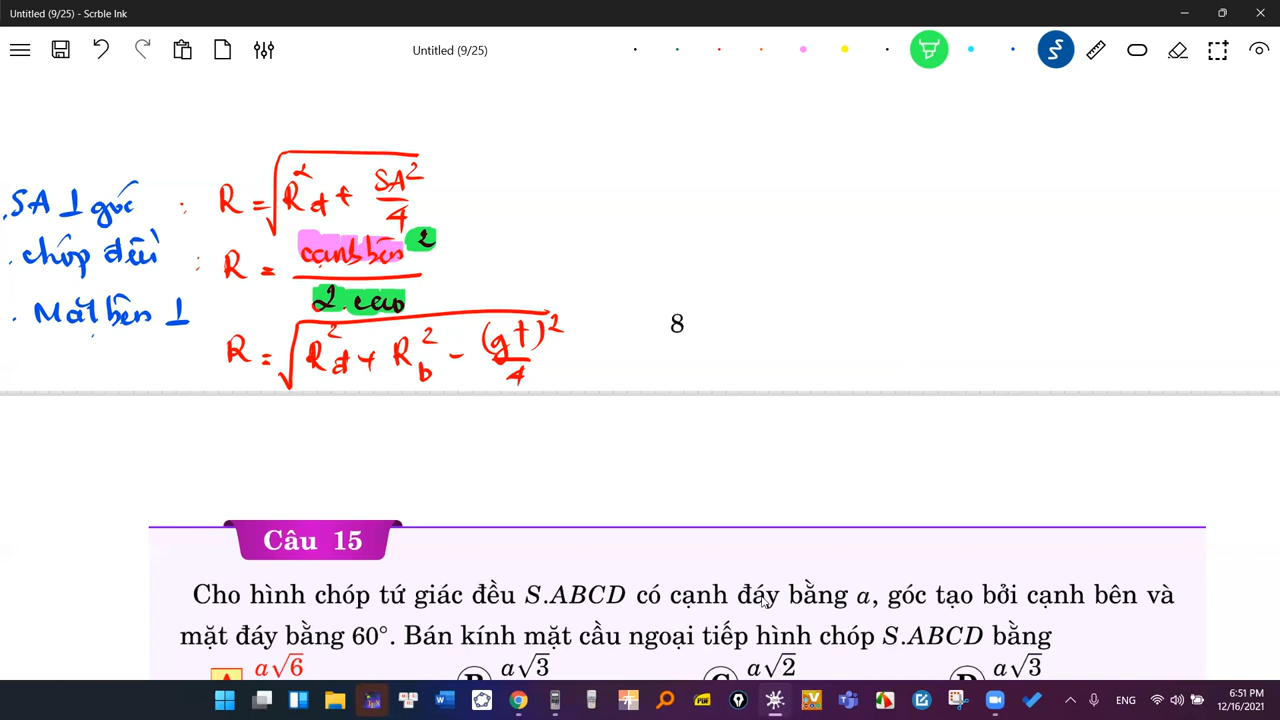 Untitled (9/25) - Scrble Ink
Untitled (9/25)
. SA ⊥ góc : R = √(R²đ + SA²/4)
. chóp đều : R = cạnh bên² / 2.cao
. Mặt bên ⊥ R = √(R²đ + R²b - (gt)²/4)
8
Câu 15
Cho hình chóp tứ giác đều S.ABCD có cạnh đáy bằng a, góc tạo bởi cạnh bên và
mặt đáy bằng 60°. Bán kính mặt cầu ngoại tiếp hình chóp S.ABCD bằng
a√6 a√3 a√2 a√3
ENG 6:51 PM
12/16/2021